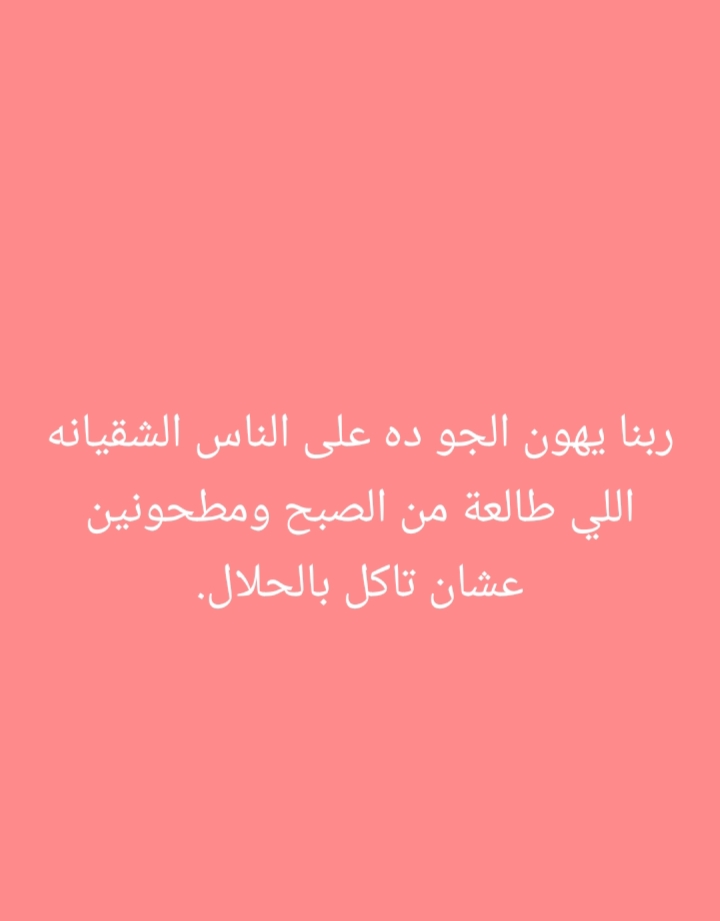 ربنا يهون الجو ده على الناس الشقيانه
اللي طالعة من الصبح ومطحونين
عشان تاكل بالحلال.